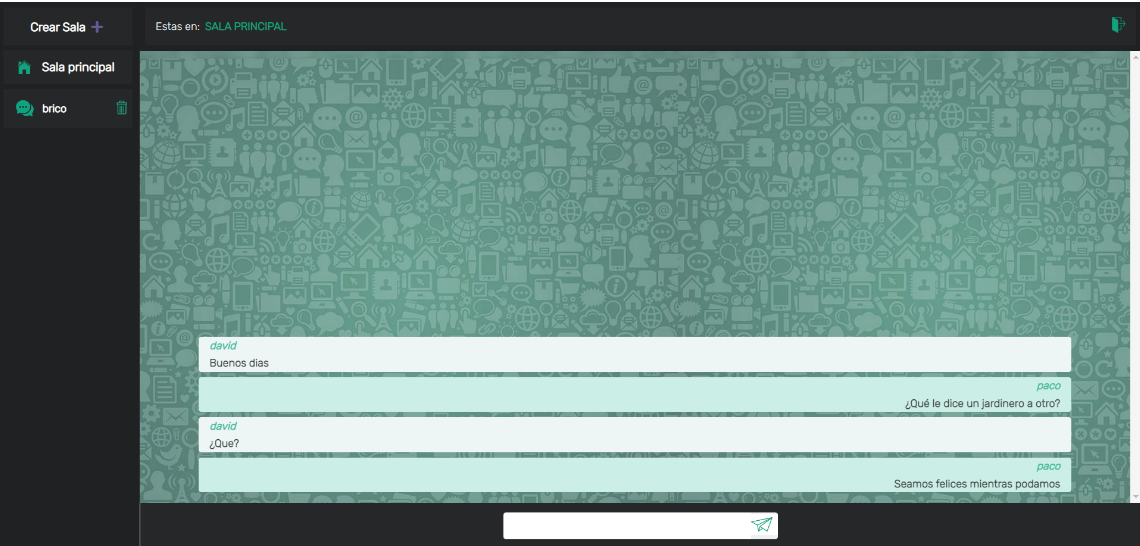 Crear Sala
Estas en: SALA PRINCIPAL
Sala principal
brico
david
Buenos dias
paco
¿Qué le dice un jardinero a otro?
david
¿Que?
paco
Seamos felices mientras podamos